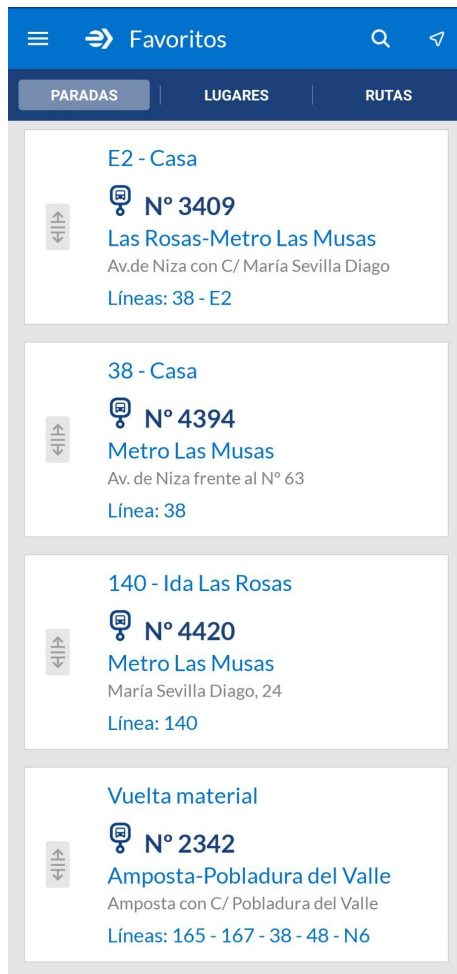 Favoritos
PARADAS LUGARES RUTAS
E2 - Casa
Nº 3409
Las Rosas-Metro Las Musas
Av.de Niza con C/ María Sevilla Diago
Líneas: 38 - E2
38 - Casa
Nº 4394
Metro Las Musas
Av. de Niza frente al Nº 63
Línea: 38
140 - Ida Las Rosas
Nº 4420
Metro Las Musas
María Sevilla Diago, 24
Línea: 140
Vuelta material
Nº 2342
Amposta-Pobladura del Valle
Amposta con C/ Pobladura del Valle
Líneas: 165 - 167 - 38 - 48 - N6